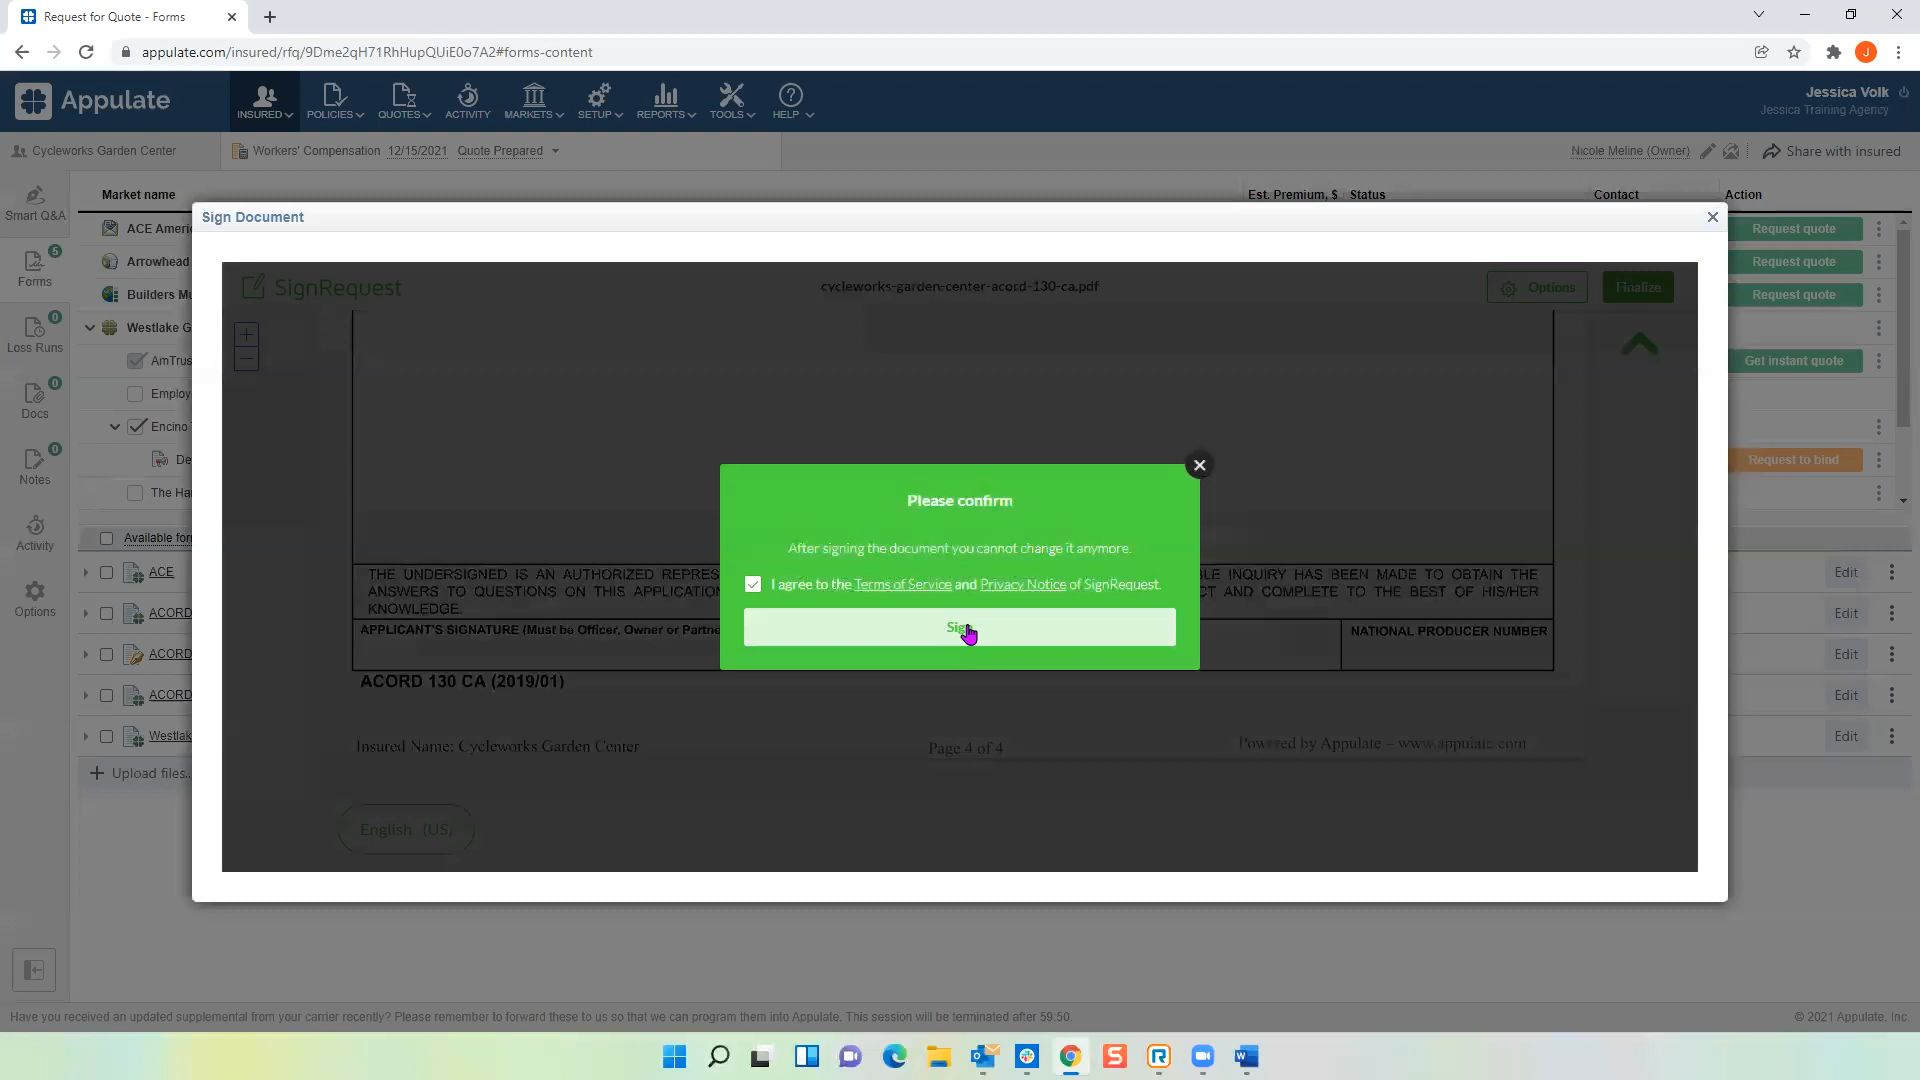 Request for Quote - Forms
appulate.com/insured/rfq/9Dme2qH71RhHupQUiE0o7A2#forms-content
J
Appulate
INSURED
POLICIES
QUOTES
ACTIVITY
MARKETS
SETUP
REPORTS
TOOLS
HELP
Jessica Volk
Jessica Training Agency
Cycleworks Garden Center
Workers' Compensation 12/15/2021 Quote Prepared
Nicole Meline (Owner)
Share with insured
Smart Q&A
Forms 5
Loss Runs 0
Docs 0
Notes 0
Activity
Options
Market name
Est. Premium, $ Status Contact Action
ACE Ameri
Request quote
Arrowhead
Request quote
Builders Mu
Request quote
Westlake G
AmTrus
Get instant quote
Employ
Encino
De
Request to bind
The Har
Available for
ACE
Edit
ACORD
Edit
ACORD
Edit
ACORD
Edit
Westlak
Edit
Upload files..
Sign Document
SignRequest
cycleworks-garden-center-acord-130-ca.pdf
Options
Finalize
Please confirm
After signing the document you cannot change it anymore.
I agree to the Terms of Service and Privacy Notice of SignRequest.
THE UNDERSIGNED IS AN AUTHORIZED REPRES LE INQUIRY HAS BEEN MADE TO OBTAIN THE
ANSWERS TO QUESTIONS ON THIS APPLICATION CT AND COMPLETE TO THE BEST OF HIS/HER
KNOWLEDGE.
APPLICANT'S SIGNATURE (Must be Officer, Owner or Partne
NATIONAL PRODUCER NUMBER
ACORD 130 CA (2019/01)
Insured Name: Cycleworks Garden Center
Page 4 of 4
Powered by Appulate – www.appulate.com
English (US)
Have you received an updated supplemental from your carrier recently? Please remember to forward these to us so that we can program them into Appulate. This session will be terminated after 59:50.
© 2021 Appulate, Inc.